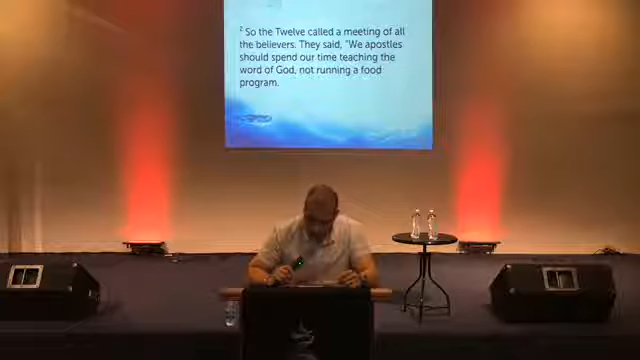 ² So the Twelve called a meeting of all
the believers. They said, "We apostles
should spend our time teaching the
word of God, not running a food
program.